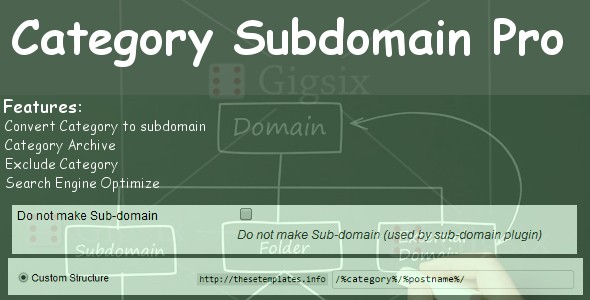 Category Subdomain Pro
Gigsix
Domain
Features:
Convert Category to subdomain
Category Archive
Exclude Category
Search Engine Optimize
Do not make Sub-domain
Do not make Sub-domain (used by sub-domain plugin)
Subdomain
Folder
Domain
Custom Structure
http://thesetemplates.info
/%category%/%postname%/